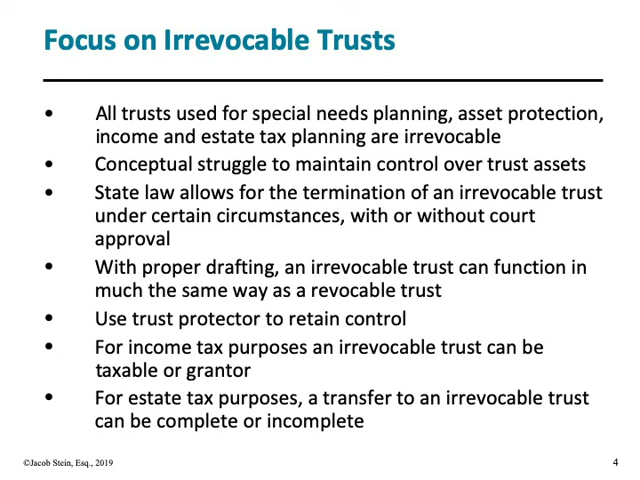 Focus on Irrevocable Trusts
• All trusts used for special needs planning, asset protection,
income and estate tax planning are irrevocable
• Conceptual struggle to maintain control over trust assets
• State law allows for the termination of an irrevocable trust
under certain circumstances, with or without court
approval
• With proper drafting, an irrevocable trust can function in
much the same way as a revocable trust
• Use trust protector to retain control
• For income tax purposes an irrevocable trust can be
taxable or grantor
• For estate tax purposes, a transfer to an irrevocable trust
can be complete or incomplete
©Jacob Stein, Esq., 2019
4